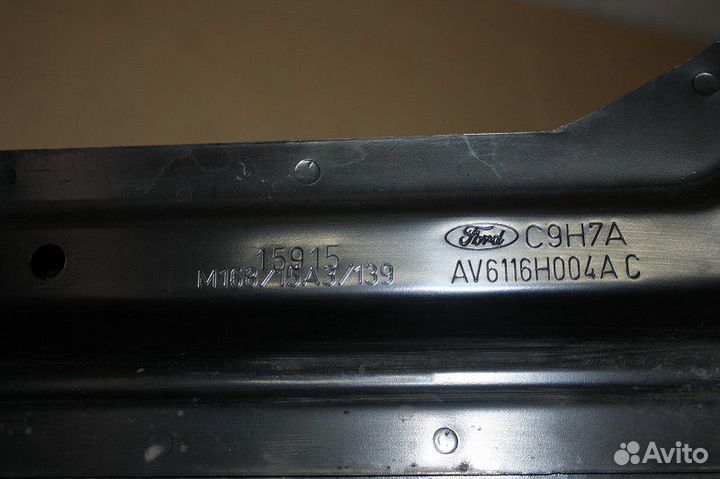 15915
M168/15A3/139
Ford C9H7A
AV6116H004A C
Avito